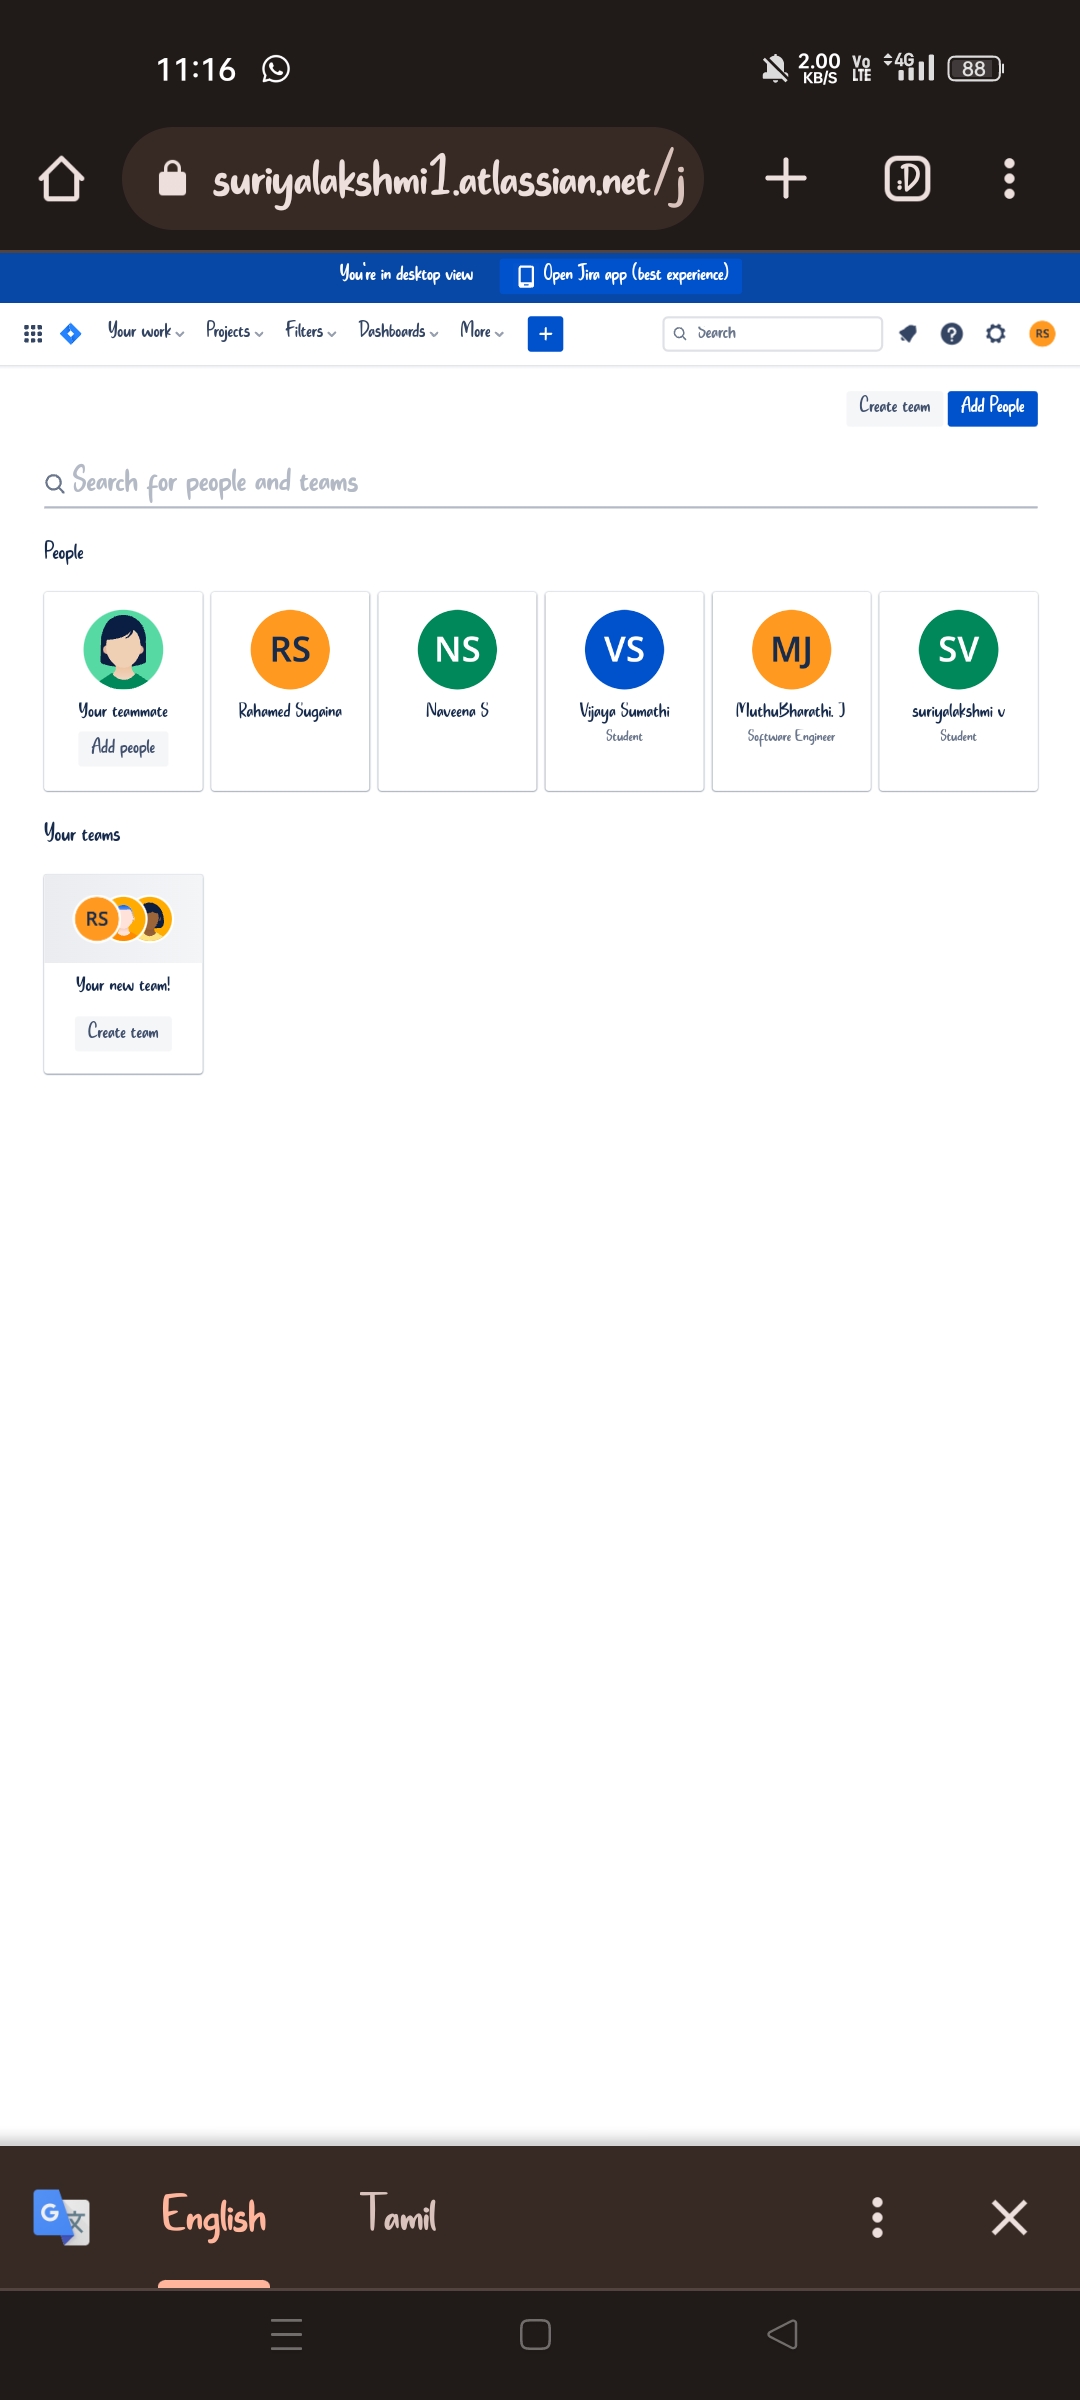 11:16 2.00 KB/S Vo LTE 4G 88
suriyalakshmi1.atlassian.net/j :D
You're in desktop view Open Jira app (best experience)
Your work Projects Filters Dashboards More + Search ? RS
Create team Add People
Search for people and teams
People
RS NS VS MJ SV
Your teammate Rahamed Sugaina Naveena S Vijaya Sumathi MuthuBharathi. J suriyalakshmi v
Add people Student Software Engineer Student
Your teams
RS
Your new team!
Create team
G 文 English Tamil